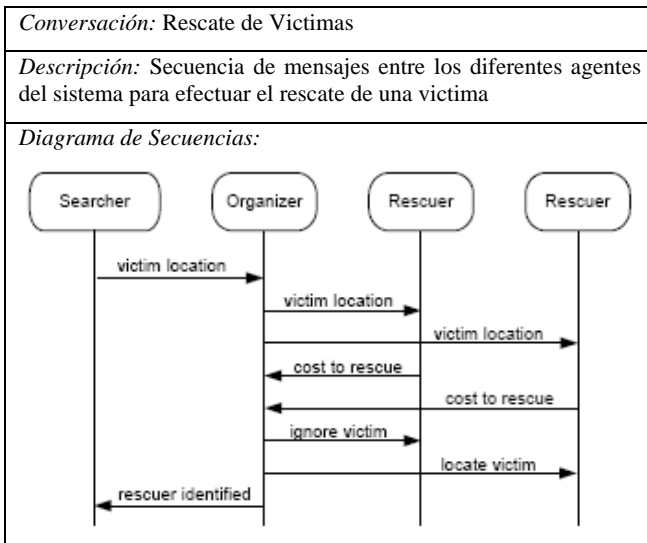 Conversación: Rescate de Victimas
Descripción: Secuencia de mensajes entre los diferentes agentes
del sistema para efectuar el rescate de una victima
Diagrama de Secuencias:
Searcher
Organizer
Rescuer
Rescuer
victim location
victim location
victim location
cost to rescue
cost to rescue
ignore victim
locate victim
rescuer identified